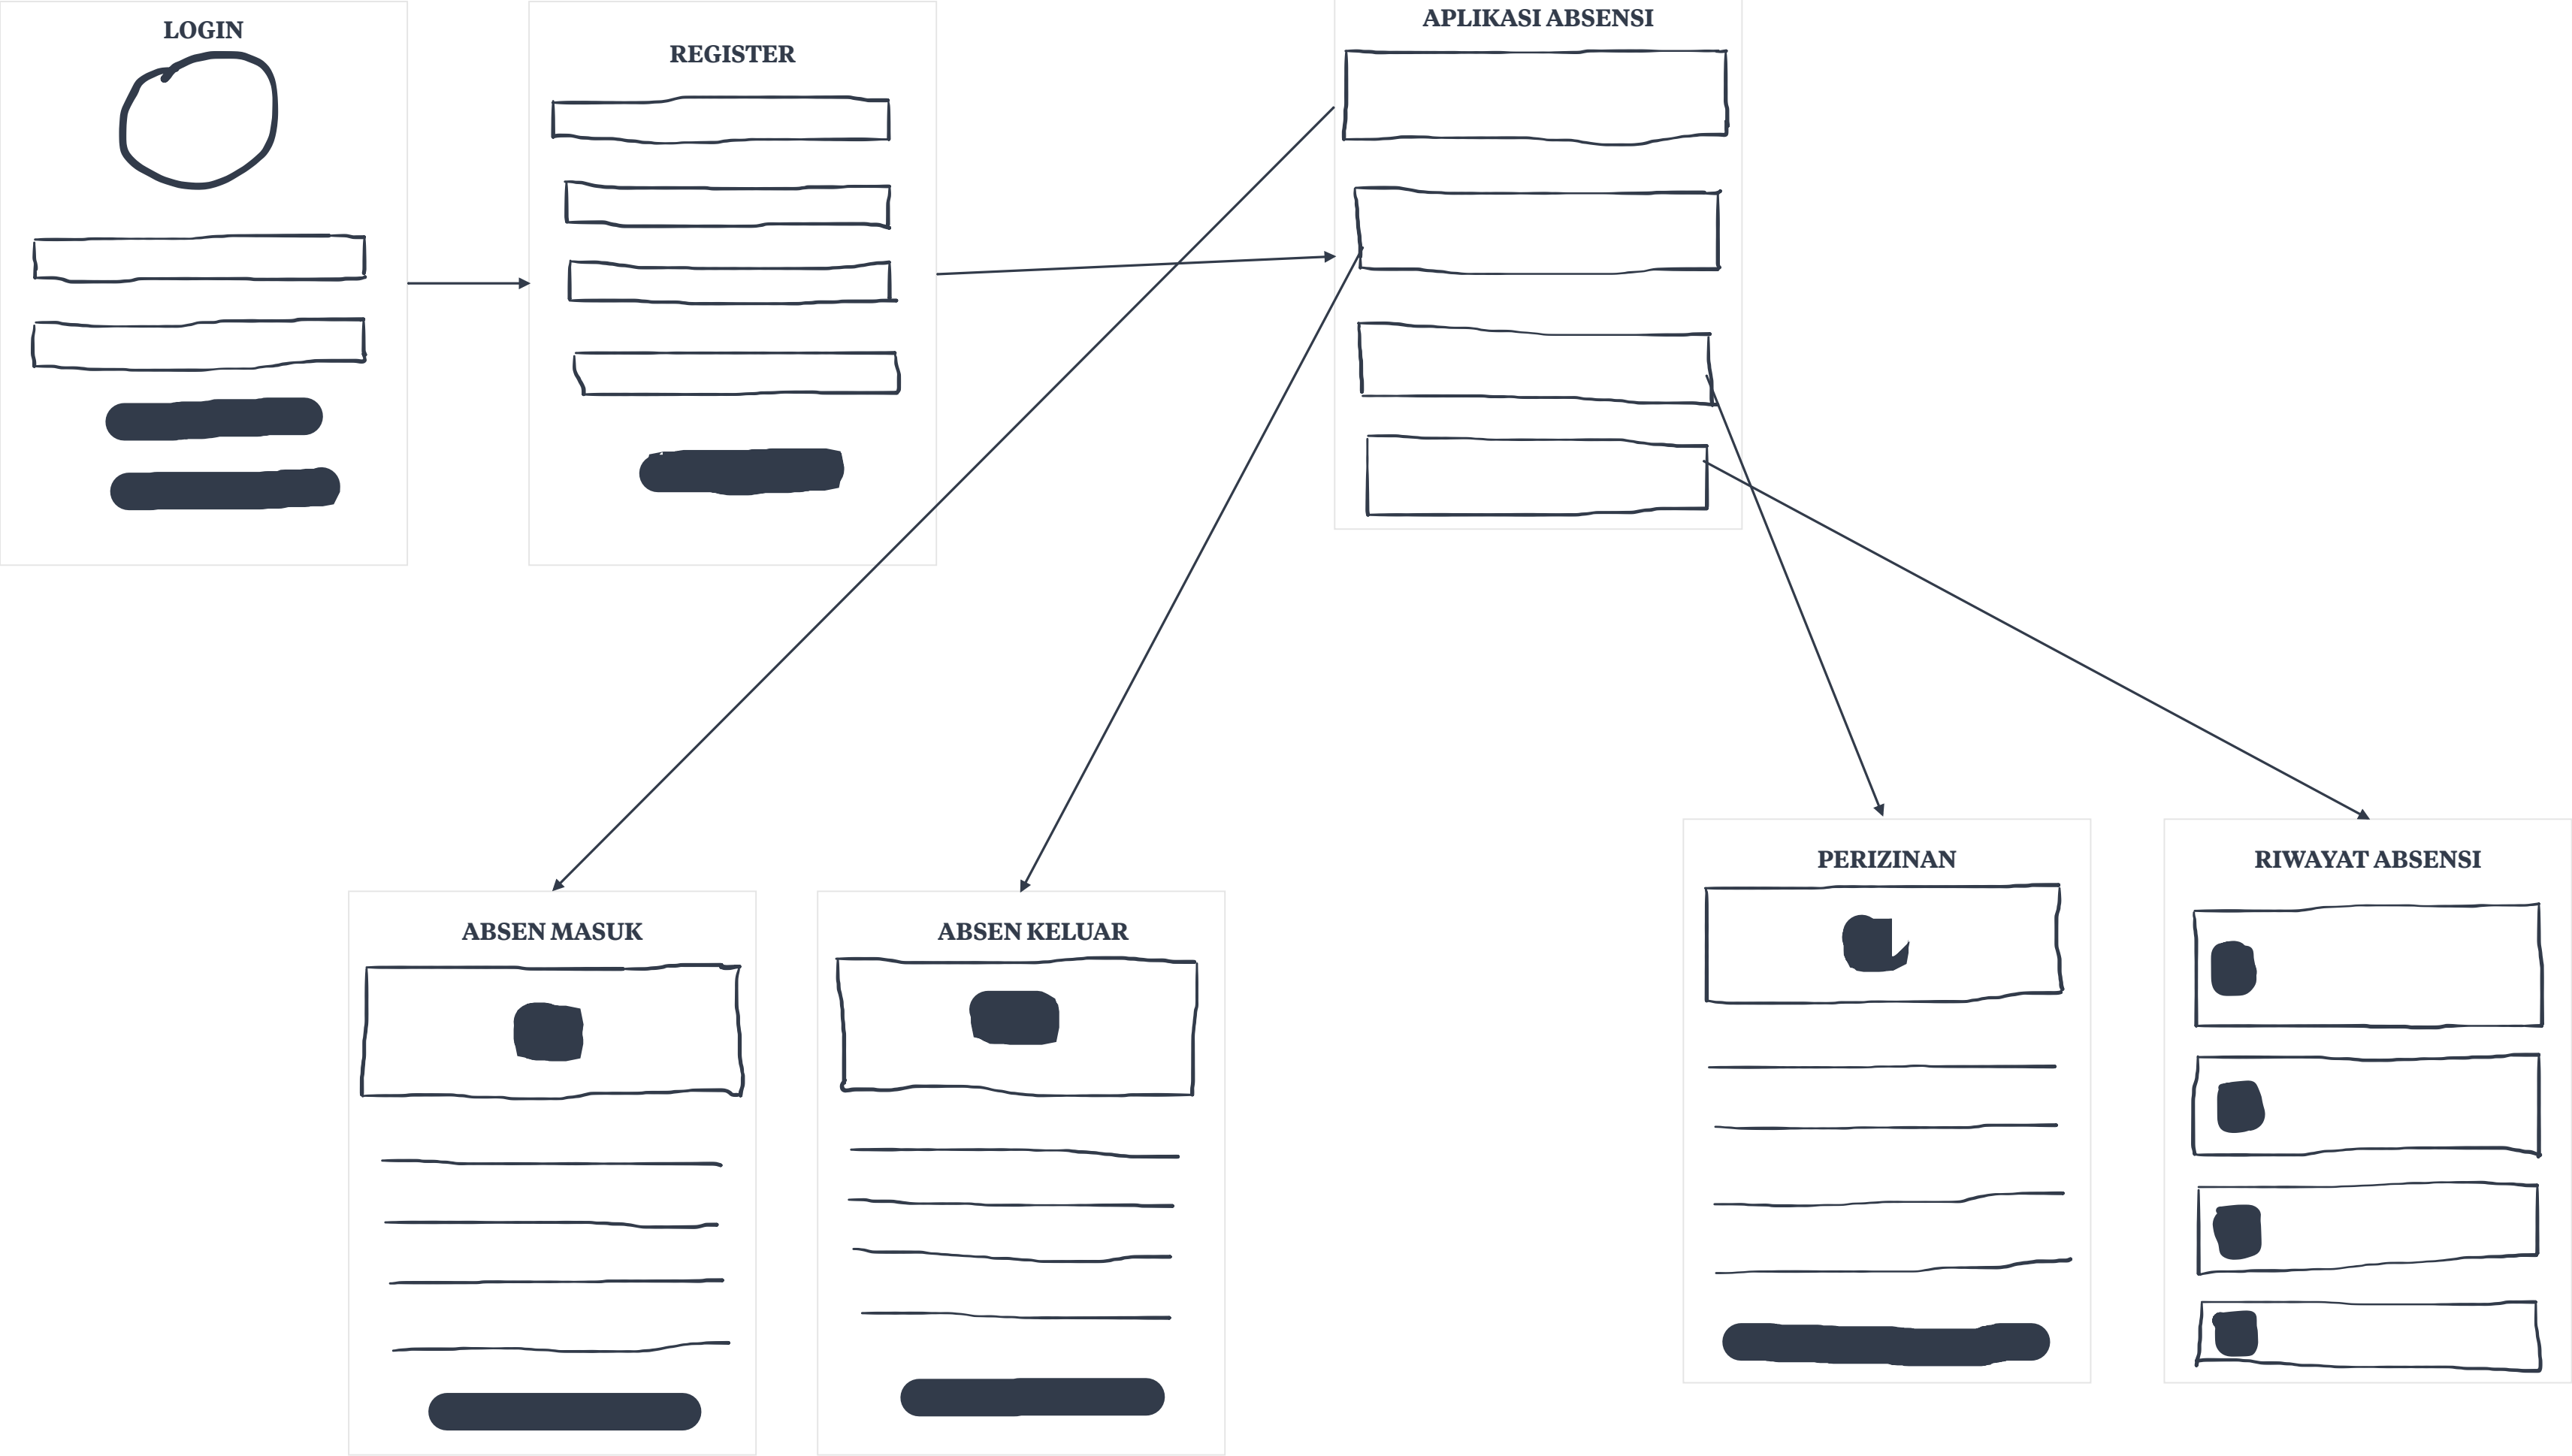 LOGIN
REGISTER
APLIKASI ABSENSI
ABSEN MASUK
ABSEN KELUAR
PERIZINAN
RIWAYAT ABSENSI